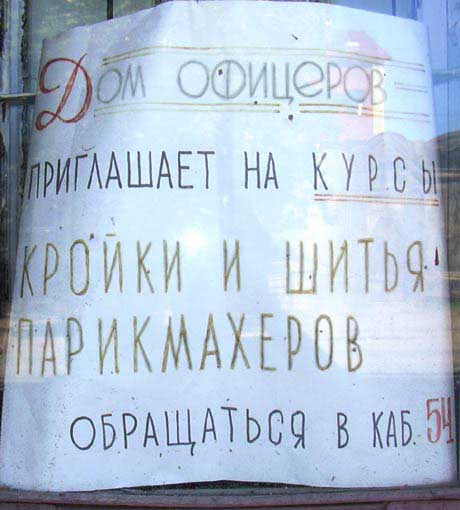 Дом офицеров
приглашает на курсы
кройки и шитья
парикмахеров
обращаться в каб. 54